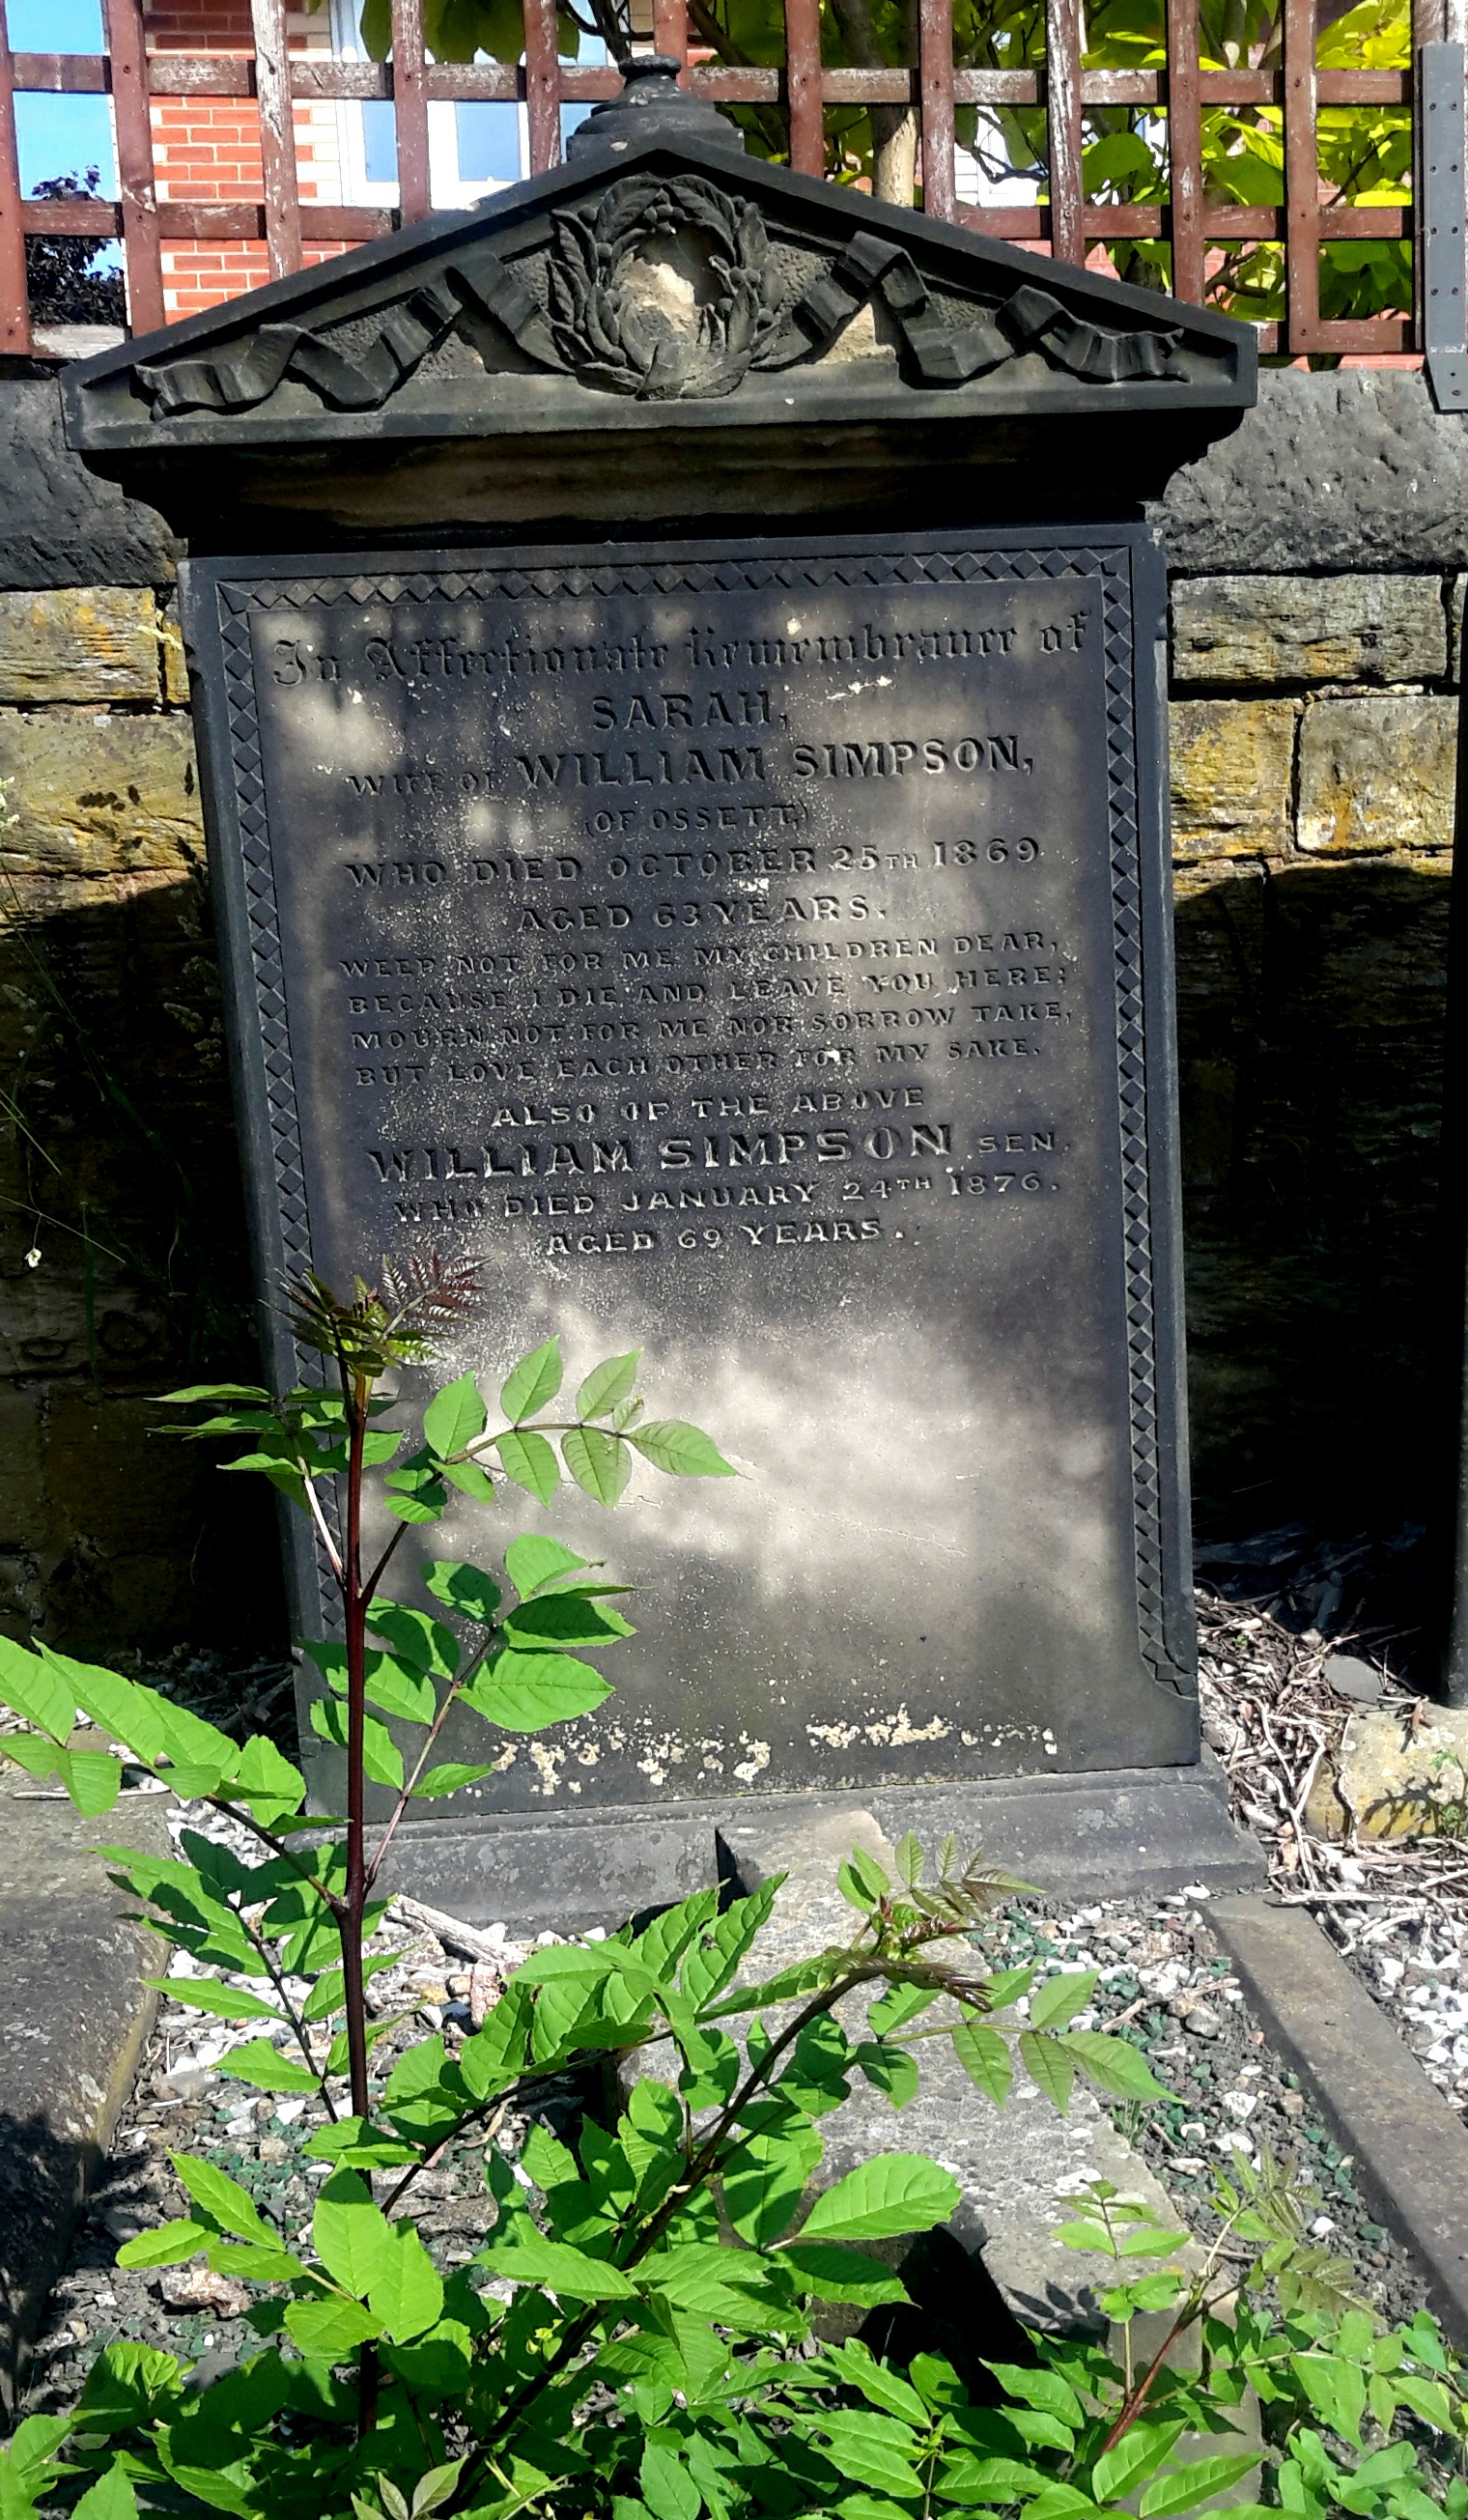 In Affectionate Remembrance of
SARAH,
WIFE OF WILLIAM SIMPSON,
(OF OSSETT,)
WHO DIED OCTOBER 25TH 1869
AGED 63 YEARS.
WEEP NOT FOR ME MY CHILDREN DEAR,
BECAUSE I DIE AND LEAVE YOU HERE;
MOURN NOT FOR ME NOR SORROW TAKE,
BUT LOVE EACH OTHER FOR MY SAKE.
ALSO OF THE ABOVE
WILLIAM SIMPSON, SEN.
WHO DIED JANUARY 24TH 1876.
AGED 69 YEARS.